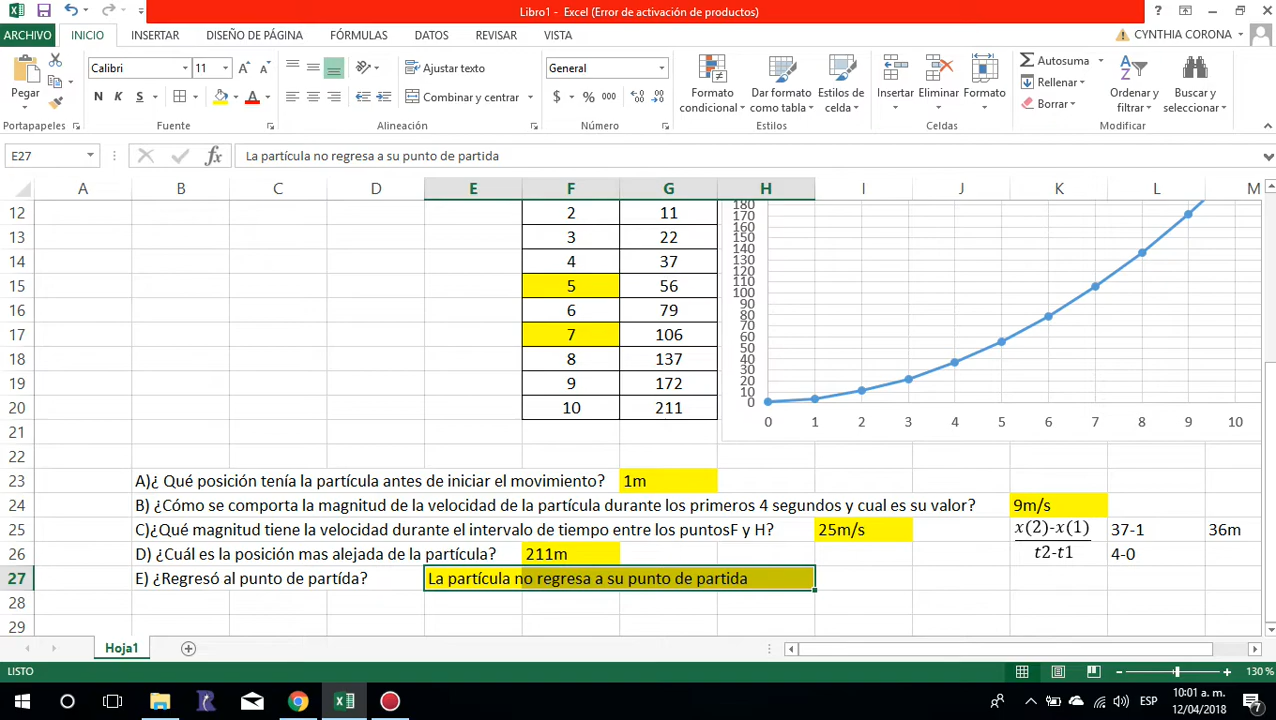 Libro1 - Excel (Error de activación de productos)
ARCHIVO INICIO INSERTAR DISEÑO DE PÁGINA FÓRMULAS DATOS REVISAR VISTA CYNTHIA CORONA
Pegar
Calibri 11
N K S
Ajustar texto
Combinar y centrar
General
$ % 000
Formato condicional
Dar formato como tabla
Estilos de celda
Insertar Eliminar Formato
Autosuma
Rellenar
Borrar
Ordenar y filtrar
Buscar y seleccionar
Portapapeles Fuente Alineación Número Estilos Celdas Modificar
E27 fx La partícula no regresa a su punto de partida
A B C D E F G H I J K L M
12 2 11
13 3 22
14 4 37
15 5 56
16 6 79
17 7 106
18 8 137
19 9 172
20 10 211
21
22
180
170
160
150
140
130
120
110
100
90
80
70
60
50
40
30
20
10
0
0 1 2 3 4 5 6 7 8 9 10
23 A)¿ Qué posición tenía la partícula antes de iniciar el movimiento? 1m
24 B) ¿Cómo se comporta la magnitud de la velocidad de la partícula durante los primeros 4 segundos y cual es su valor? 9m/s
25 C)¿Qué magnitud tiene la velocidad durante el intervalo de tiempo entre los puntosF y H? 25m/s x(2)-x(1) 37-1 36m
26 D) ¿Cuál es la posición mas alejada de la partícula? 211m t2-t1 4-0
27 E) ¿Regresó al punto de partída? La partícula no regresa a su punto de partida
28
29
Hoja1
LISTO 130 %
ESP
10:01 a. m.
12/04/2018
7